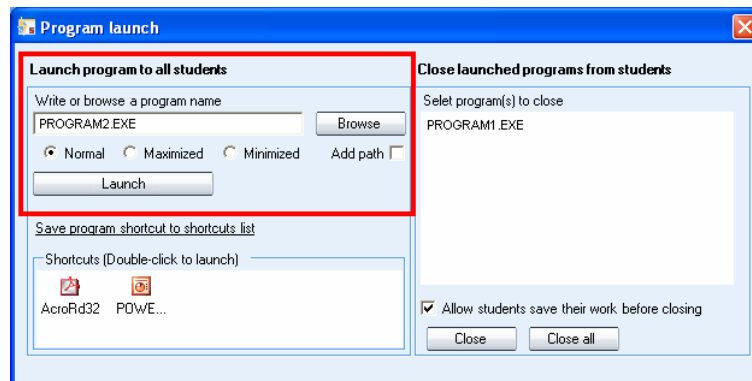 Program launch
Launch program to all students
Write or browse a program name
PROGRAM2.EXE
Browse
Normal Maximized Minimized Add path
Launch
Save program shortcut to shortcuts list
Shortcuts (Double-click to launch)
AcroRd32 POWE...
Close launched programs from students
Selet program(s) to close
PROGRAM1.EXE
Allow students save their work before closing
Close Close all